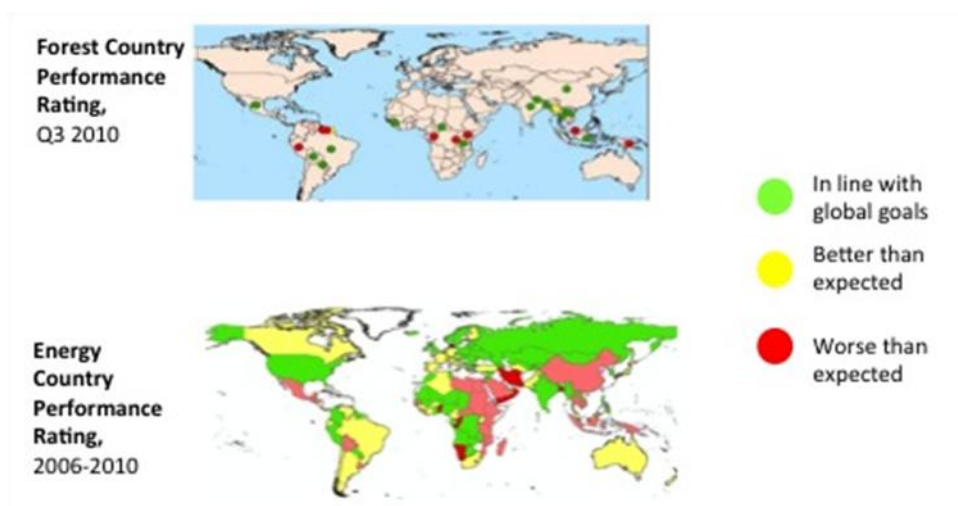 Forest Country
Performance
Rating,
Q3 2010
In line with
global goals
Better than
expected
Worse than
expected
Energy
Country
Performance
Rating,
2006-2010